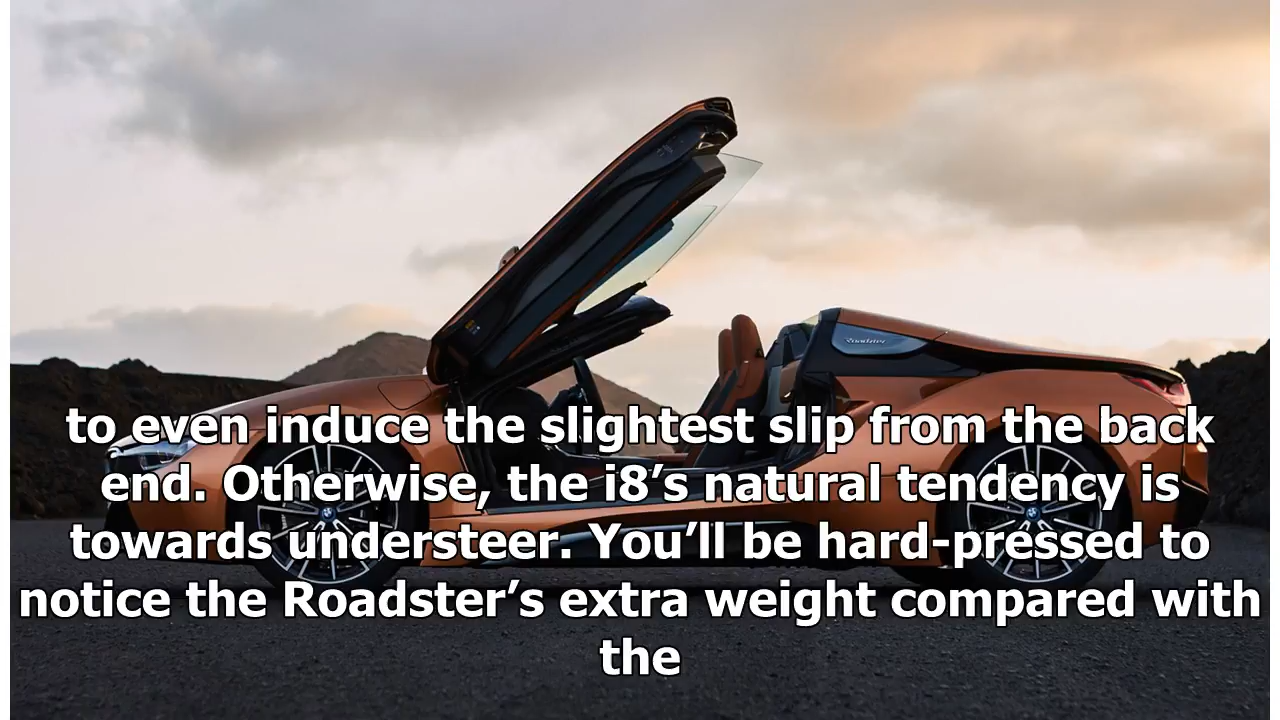 Roadster
to even induce the slightest slip from the back
end. Otherwise, the i8’s natural tendency is
towards understeer. You’ll be hard-pressed to
notice the Roadster’s extra weight compared with
the